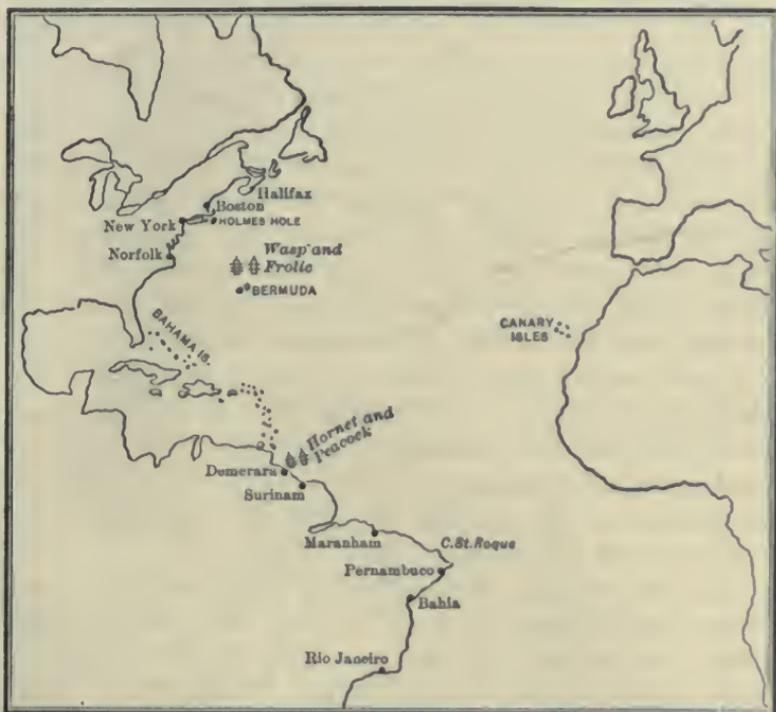 Halifax
Boston
New York
HOLMES HOLE
Norfolk
Wasp and
Frolic
BERMUDA
BAHAMA IS.
CANARY
ISLES
Hornet and
Peacock
Demerara
Surinam
Maranham
C.St.Roque
Pernambuco
Bahia
Rio Janeiro